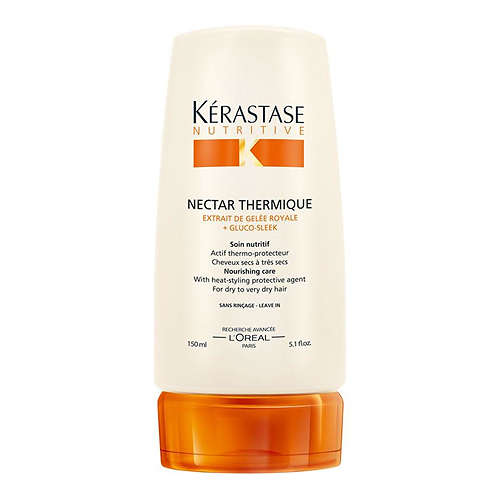 KÉRASTASE
NUTRITIVE
K
NECTAR THERMIQUE
EXTRAIT DE GELÉE ROYALE
+ GLUCO-SLEEK
Soin nutritif
Actif thermo-protecteur
Cheveux secs à très secs
Nourishing care
With heat-styling protective agent
For dry to very dry hair
SANS RINÇAGE - LEAVE IN
RECHERCHE AVANCÉE
150 ml L'ORÉAL 5.1 fl.oz.
PARIS